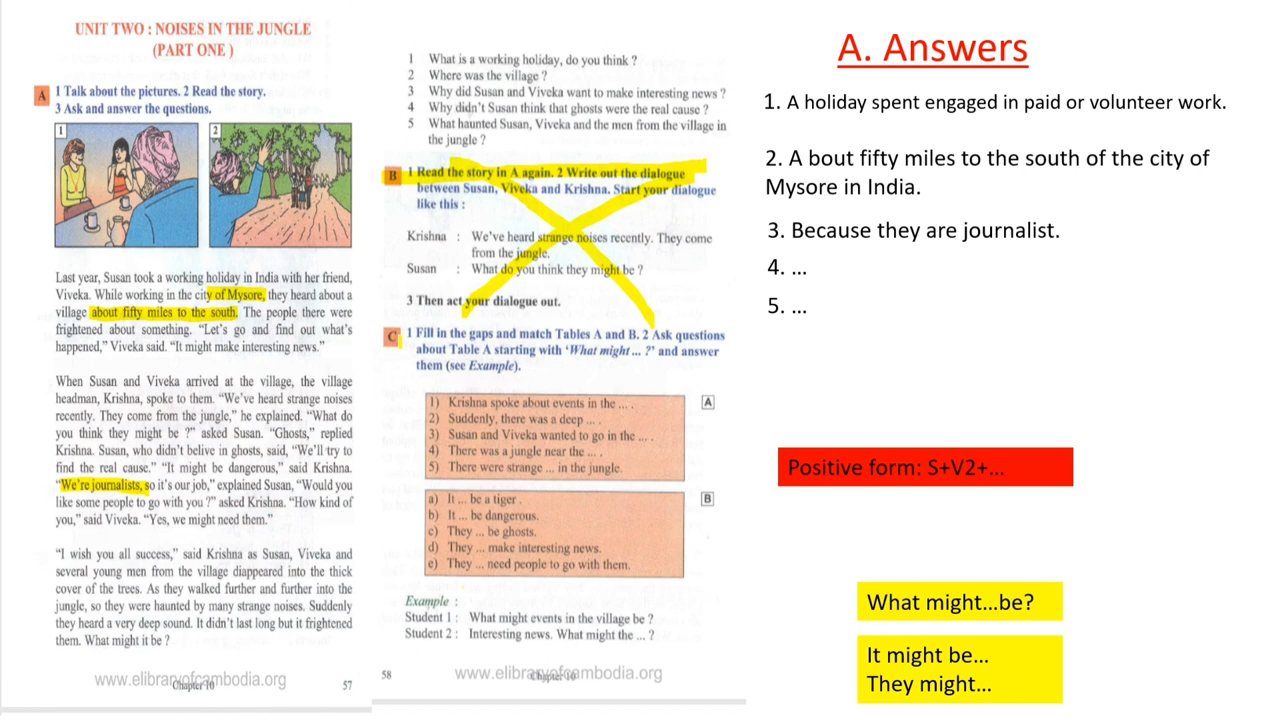 UNIT TWO : NOISES IN THE JUNGLE
(PART ONE )
A 1 Talk about the pictures. 2 Read the story.
3 Ask and answer the questions.
1
2
Last year, Susan took a working holiday in India with her friend,
Viveka. While working in the city of Mysore, they heard about a
village about fifty miles to the south. The people there were
frightened about something. “Let’s go and find out what’s
happened,” Viveka said. “It might make interesting news.”
When Susan and Viveka arrived at the village, the village
headman, Krishna, spoke to them. “We’ve heard strange noises
recently. They come from the jungle,” he explained. “What do
you think they might be ?” asked Susan. “Ghosts,” replied
Krishna. Susan, who didn’t belive in ghosts, said, “We’ll try to
find the real cause.” “It might be dangerous,” said Krishna.
“We’re journalists, so it’s our job,” explained Susan, “Would you
like some people to go with you ?” asked Krishna. “How kind of
you,” said Viveka. “Yes, we might need them.”
“I wish you all success,” said Krishna as Susan, Viveka and
several young men from the village diappeared into the thick
cover of the trees. As they walked further and further into the
jungle, so they were haunted by many strange noises. Suddenly
they heard a very deep sound. It didn’t last long but it frightened
them. What might it be ?
www.elibraryofcambodia.org
Chapter 10
57
1 What is a working holiday, do you think ?
2 Where was the village ?
3 Why did Susan and Viveka want to make interesting news ?
4 Why didn’t Susan think that ghosts were the real cause ?
5 What haunted Susan, Viveka and the men from the village in
the jungle ?
B 1 Read the story in A again. 2 Write out the dialogue
between Susan, Viveka and Krishna. Start your dialogue
like this :
Krishna : We’ve heard strange noises recently. They come
from the jungle.
Susan : What do you think they might be ?
3 Then act your dialogue out.
C 1 Fill in the gaps and match Tables A and B. 2 Ask questions
about Table A starting with ‘What might ... ?’ and answer
them (see Example).
A
1) Krishna spoke about events in the ... .
2) Suddenly, there was a deep ... .
3) Susan and Viveka wanted to go in the ... .
4) There was a jungle near the ... .
5) There were strange ... in the jungle.
B
a) It ... be a tiger .
b) It ... be dangerous.
c) They ... be ghosts.
d) They ... make interesting news.
e) They ... need people to go with them.
Example :
Student 1 : What might events in the village be ?
Student 2 : Interesting news. What might the ... ?
58
www.elibraryofcambodia.org
Chapter 10
A. Answers
1. A holiday spent engaged in paid or volunteer work.
2. A bout fifty miles to the south of the city of
Mysore in India.
3. Because they are journalist.
4. ...
5. ...
Positive form: S+V2+...
What might...be?
It might be...
They might...